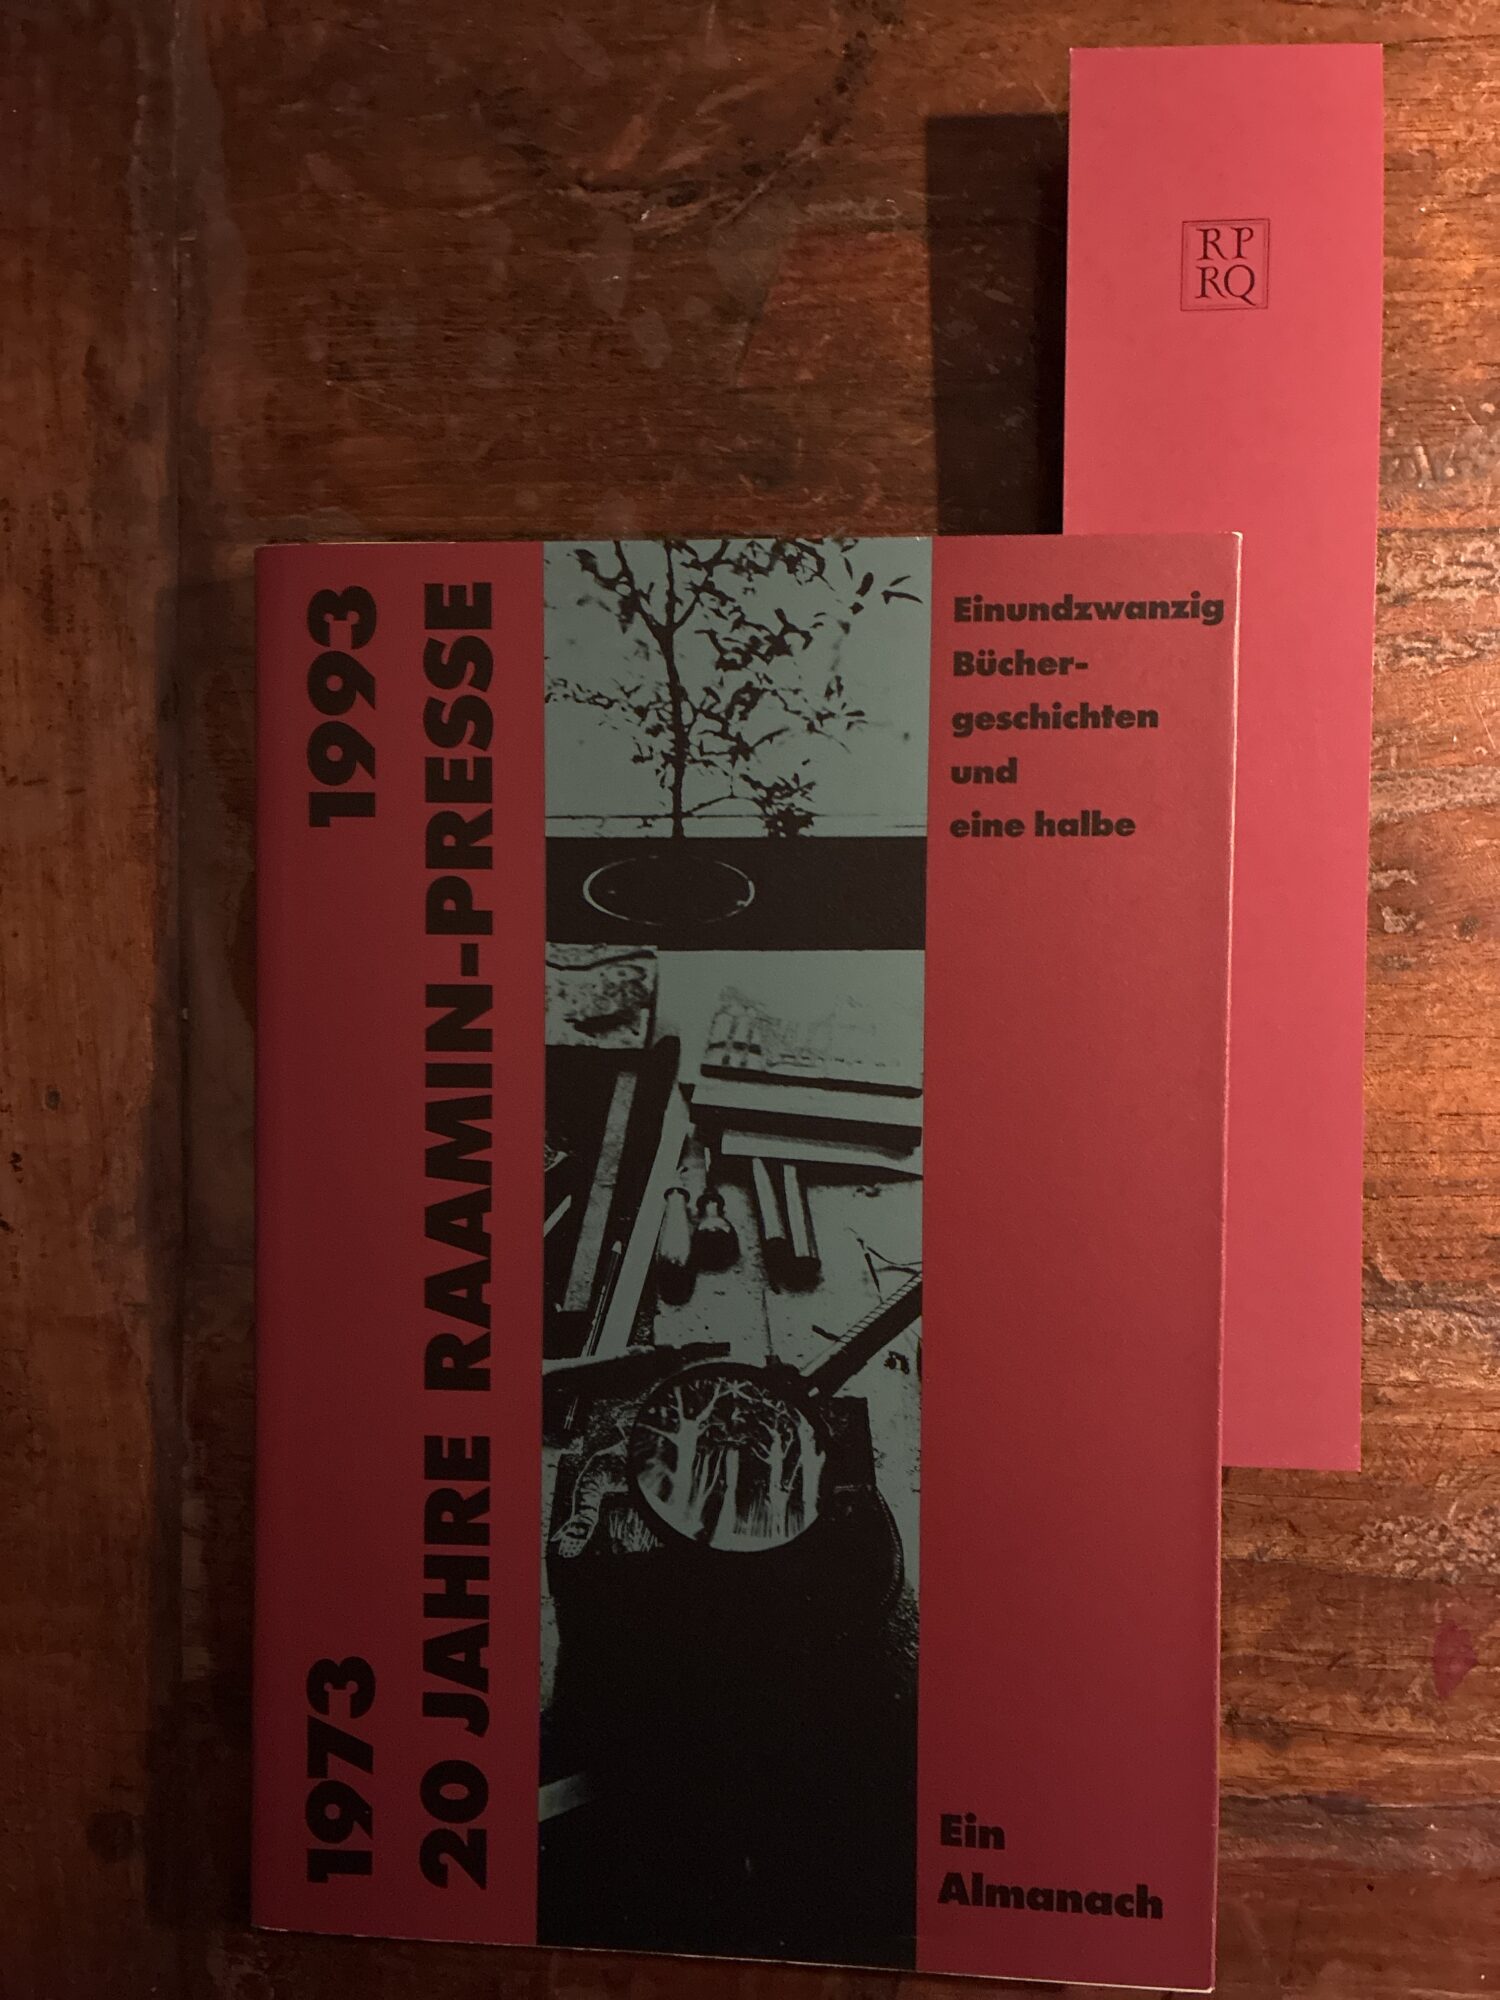 RP
RQ
1973 1993
20 JAHRE RAAMIN-PRESSE
Einundzwanzig
Bücher-
geschichten
und
eine halbe
Ein
Almanach